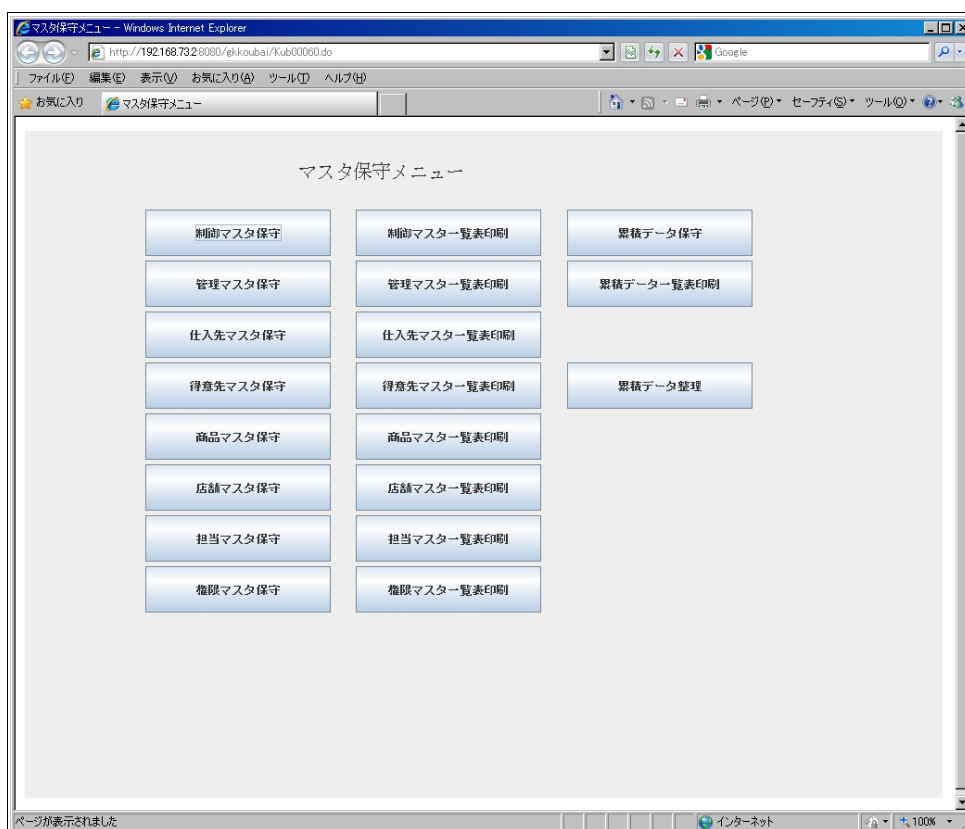 マスタ保守メニュー - Windows Internet Explorer
http://192.168.73.2:8080/gkkoubai/Kub00060.do
Google
ファイル(F) 編集(E) 表示(V) お気に入り(A) ツール(T) ヘルプ(H)
お気に入り マスタ保守メニュー ページ(P) セーフティ(S) ツール(O)
マスタ保守メニュー
制御マスタ保守 制御マスタ一覧表印刷 累積データ保守
管理マスタ保守 管理マスタ一覧表印刷 累積データ一覧表印刷
仕入先マスタ保守 仕入先マスタ一覧表印刷
得意先マスタ保守 得意先マスタ一覧表印刷 累積データ整理
商品マスタ保守 商品マスタ一覧表印刷
店舗マスタ保守 店舗マスタ一覧表印刷
担当マスタ保守 担当マスタ一覧表印刷
権限マスタ保守 権限マスタ一覧表印刷
ページが表示されました インターネット 100%